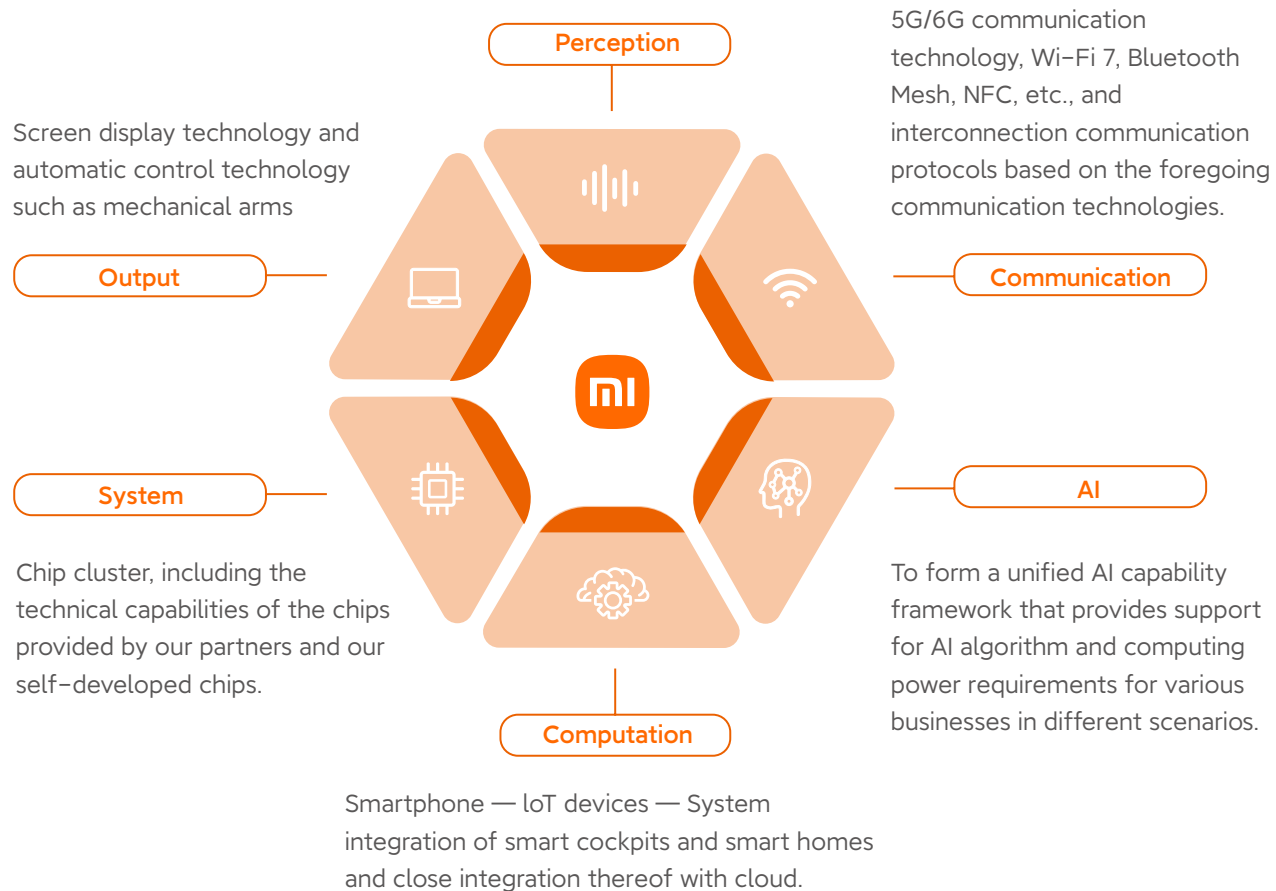 Perception
5G/6G communication
technology, Wi-Fi 7, Bluetooth
Mesh, NFC, etc., and
interconnection communication
protocols based on the foregoing
communication technologies.
Communication
Screen display technology and
automatic control technology
such as mechanical arms
Output
mi
System
Chip cluster, including the
technical capabilities of the chips
provided by our partners and our
self-developed chips.
AI
To form a unified AI capability
framework that provides support
for AI algorithm and computing
power requirements for various
businesses in different scenarios.
Computation
Smartphone — loT devices — System
integration of smart cockpits and smart homes
and close integration thereof with cloud.